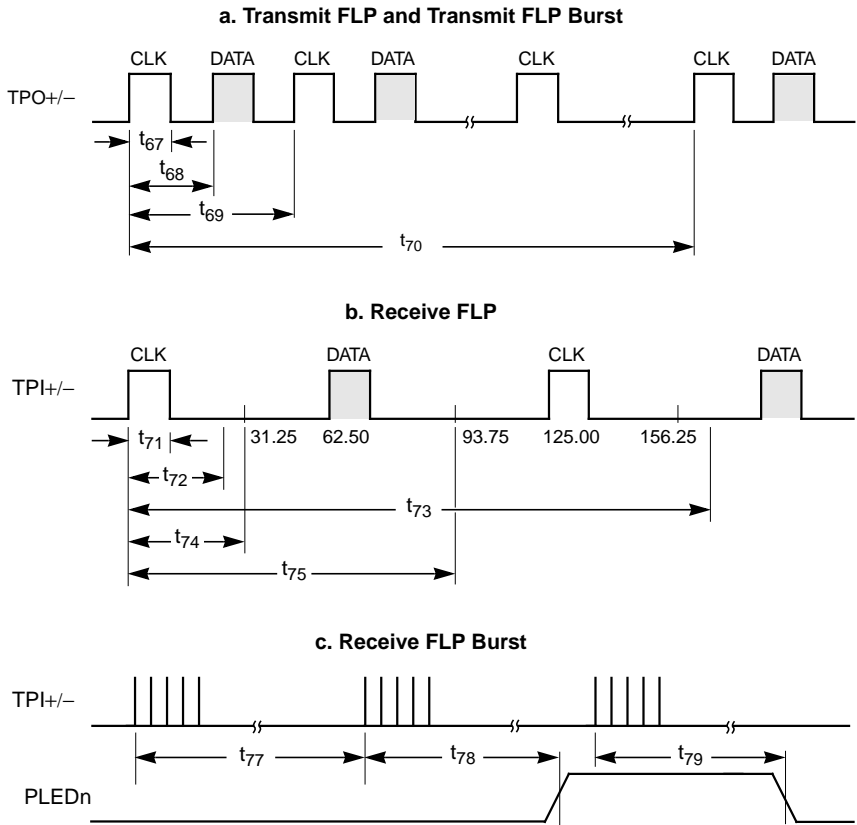 a. Transmit FLP and Transmit FLP Burst
CLK DATA CLK DATA CLK CLK DATA
TPO+/−
t67
t68
t69
t70
b. Receive FLP
CLK DATA CLK DATA
TPI+/−
31.25 62.50 93.75 125.00 156.25
t71
t72
t73
t74
t75
c. Receive FLP Burst
TPI+/−
t77 t78 t79
PLEDn